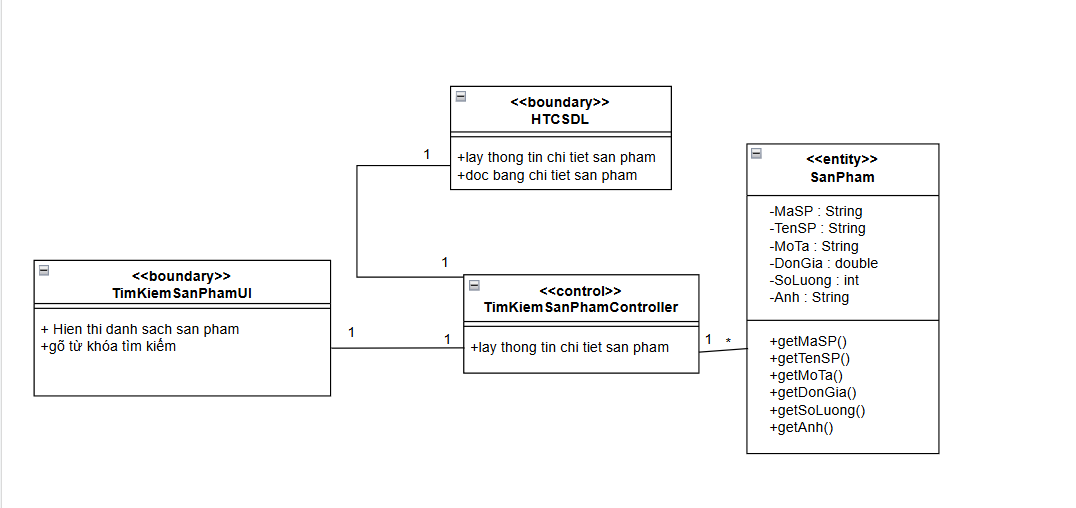 <<boundary>>
HTCSDL
+lay thong tin chi tiet san pham
+doc bang chi tiet san pham
1
1
<<boundary>>
TimKiemSanPhamUI
+ Hien thi danh sach san pham
+gõ từ khóa tìm kiếm
1
1
<<control>>
TimKiemSanPhamController
+lay thong tin chi tiet san pham
1
*
<<entity>>
SanPham
-MaSP : String
-TenSP : String
-MoTa : String
-DonGia : double
-SoLuong : int
-Anh : String
+getMaSP()
+getTenSP()
+getMoTa()
+getDonGia()
+getSoLuong()
+getAnh()